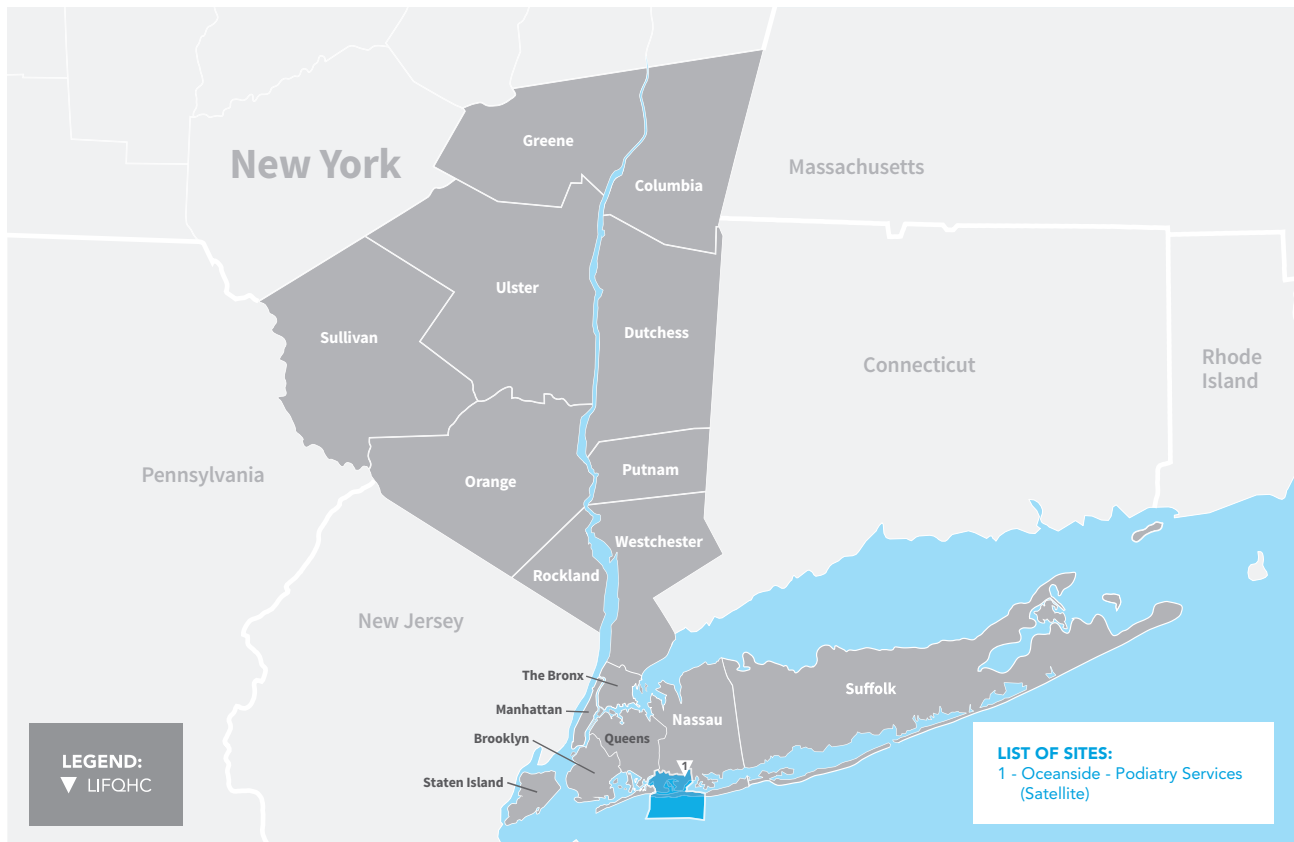 Greene
New York
Massachusetts
Columbia
Ulster
Sullivan
Dutchess
Connecticut
Rhode
Island
Pennsylvania
Putnam
Orange
Westchester
Rockland
New Jersey
The Bronx
Suffolk
Manhattan
Nassau
Brooklyn
Queens
Staten Island
1
LEGEND:
LIFQHC
LIST OF SITES:
1 - Oceanside - Podiatry Services
(Satellite)